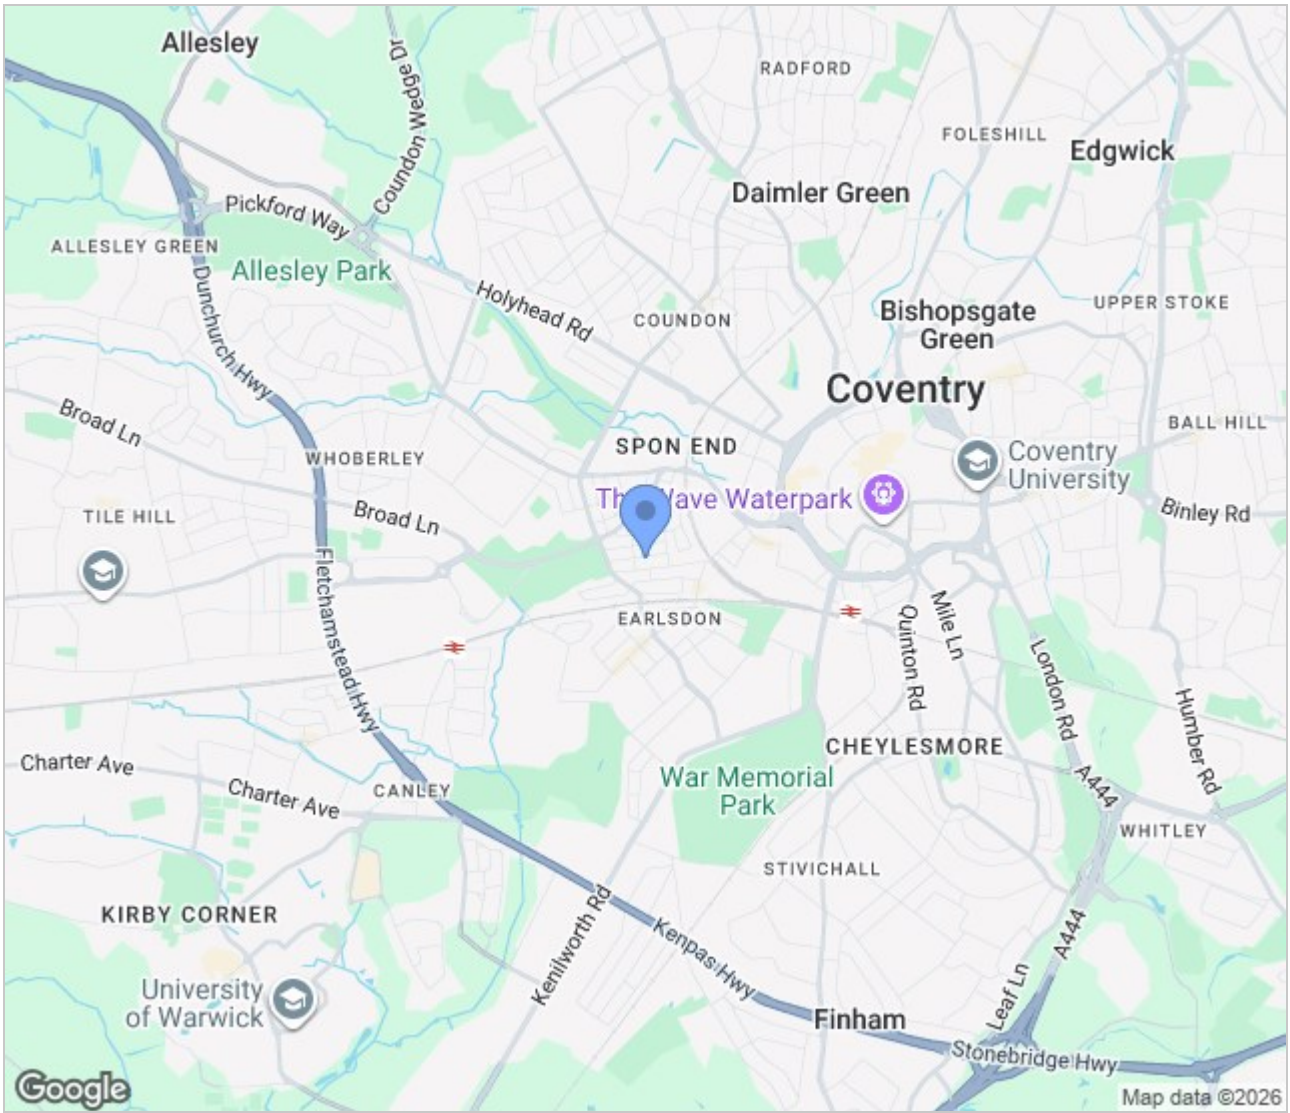 Allesley
Coundon Wedge Dr
RADFORD
FOLESHILL
Edgwick
Daimler Green
Pickford Way
ALLESLEY GREEN
Allesley Park
Dunchurch Hwy
Holyhead Rd
COUNDON
UPPER STOKE
Bishopsgate
Green
Coventry
Broad Ln
BALL HILL
SPON END
WHOBERLEY
Coventry
University
Wave Waterpark
Broad Ln
Binley Rd
TILE HILL
Fletchamstead Hwy
EARLSDON
Mile Ln
Quinton Rd
London Rd
Humber Rd
CHEYLESMORE
Charter Ave
War Memorial
Park
Charter Ave
CANLEY
A444
WHITLEY
STIVICHALL
KIRBY CORNER
Kenilworth Rd
Kenpas Hwy
A444
University
of Warwick
Leaf Ln
Finham
Stonebridge Hwy
Google
Map data ©2026